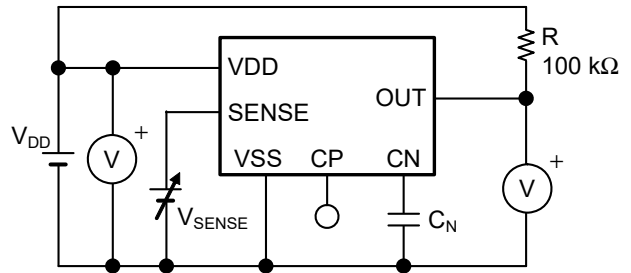 R
100 kΩ
VDD
SENSE
OUT
VSS CP CN
V_DD
V
+
V_SENSE
C_N
V
+